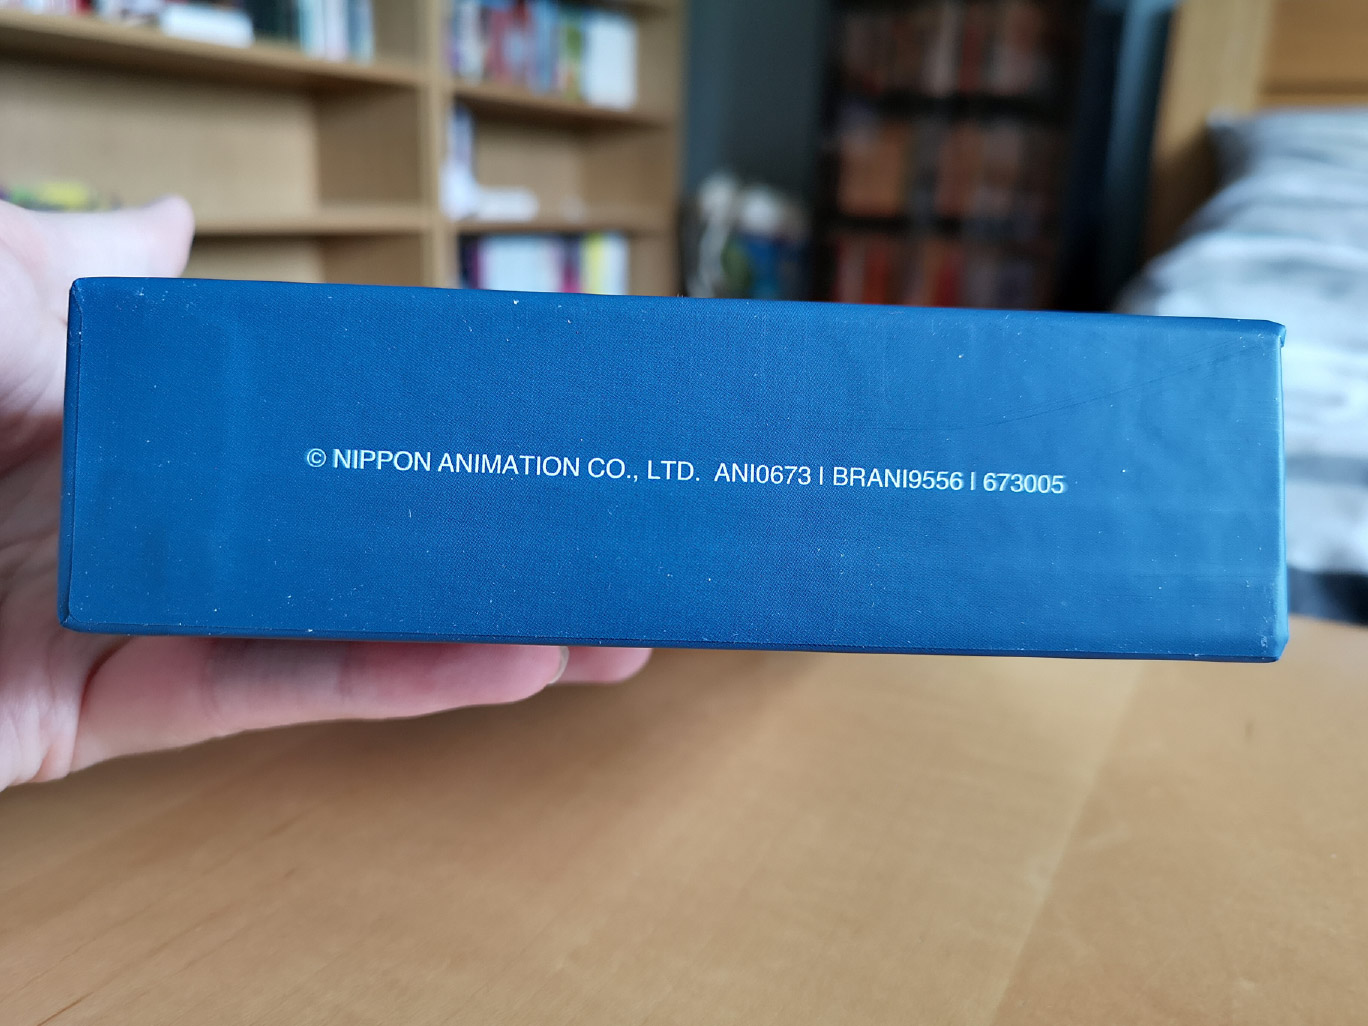 © NIPPON ANIMATION CO., LTD. ANI0673 | BRANI9556 | 673005